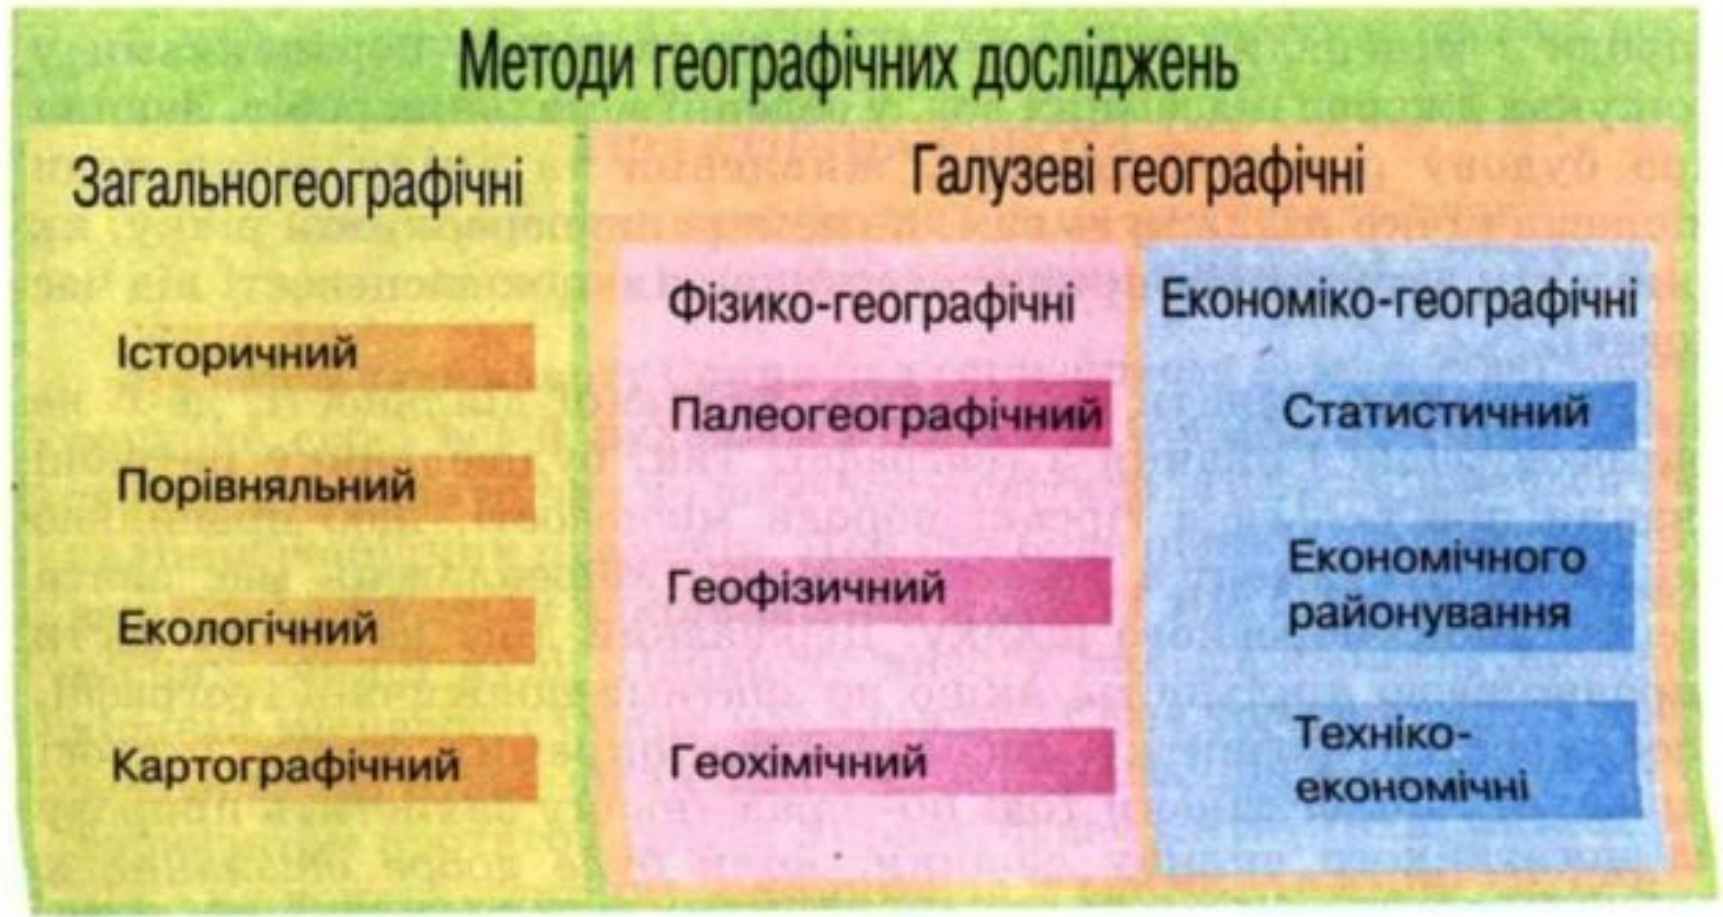 Методи географічних досліджень
Загальногеографічні
Історичний
Порівняльний
Екологічний
Картографічний
Галузеві географічні
Фізико-географічні
Палеогеографічний
Геофізичний
Геохімічний
Економіко-географічні
Статистичний
Економічного
районування
Техніко-
економічні